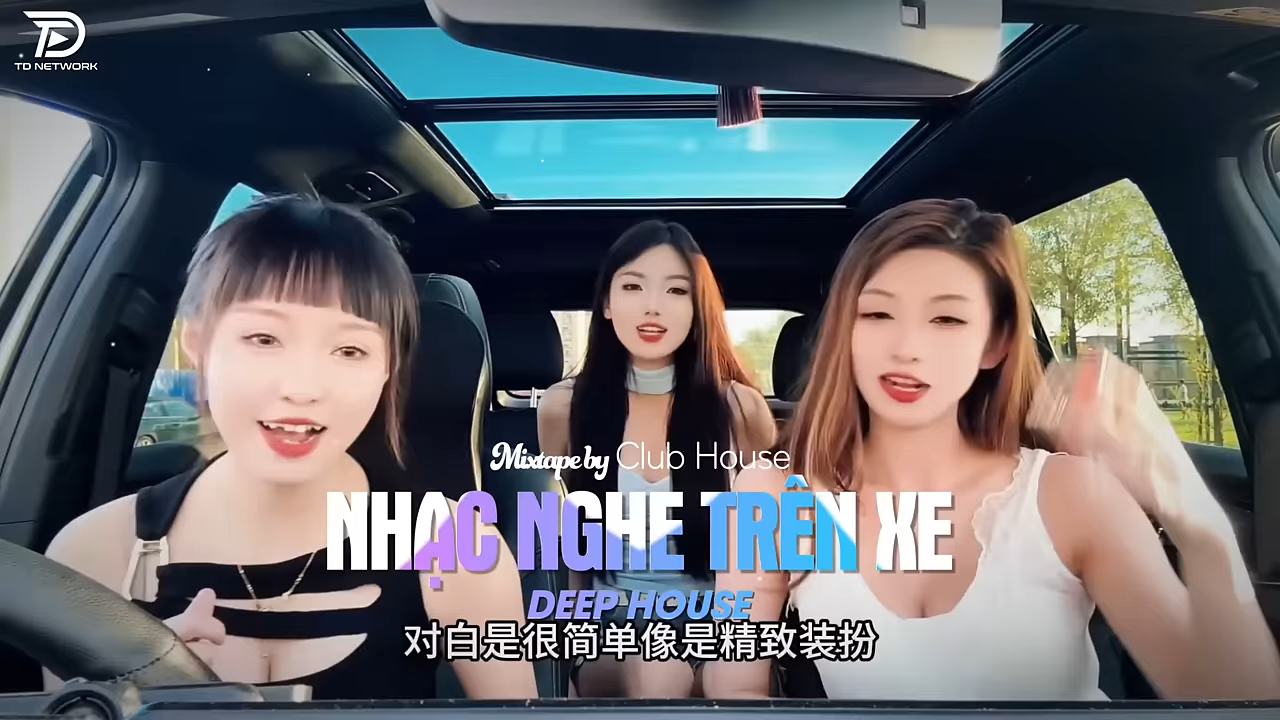 TD NETWORK
Mixtape by Club House
NHẠC NGHE TRÊN XE
DEEP HOUSE
对白是很简单像是精致装扮